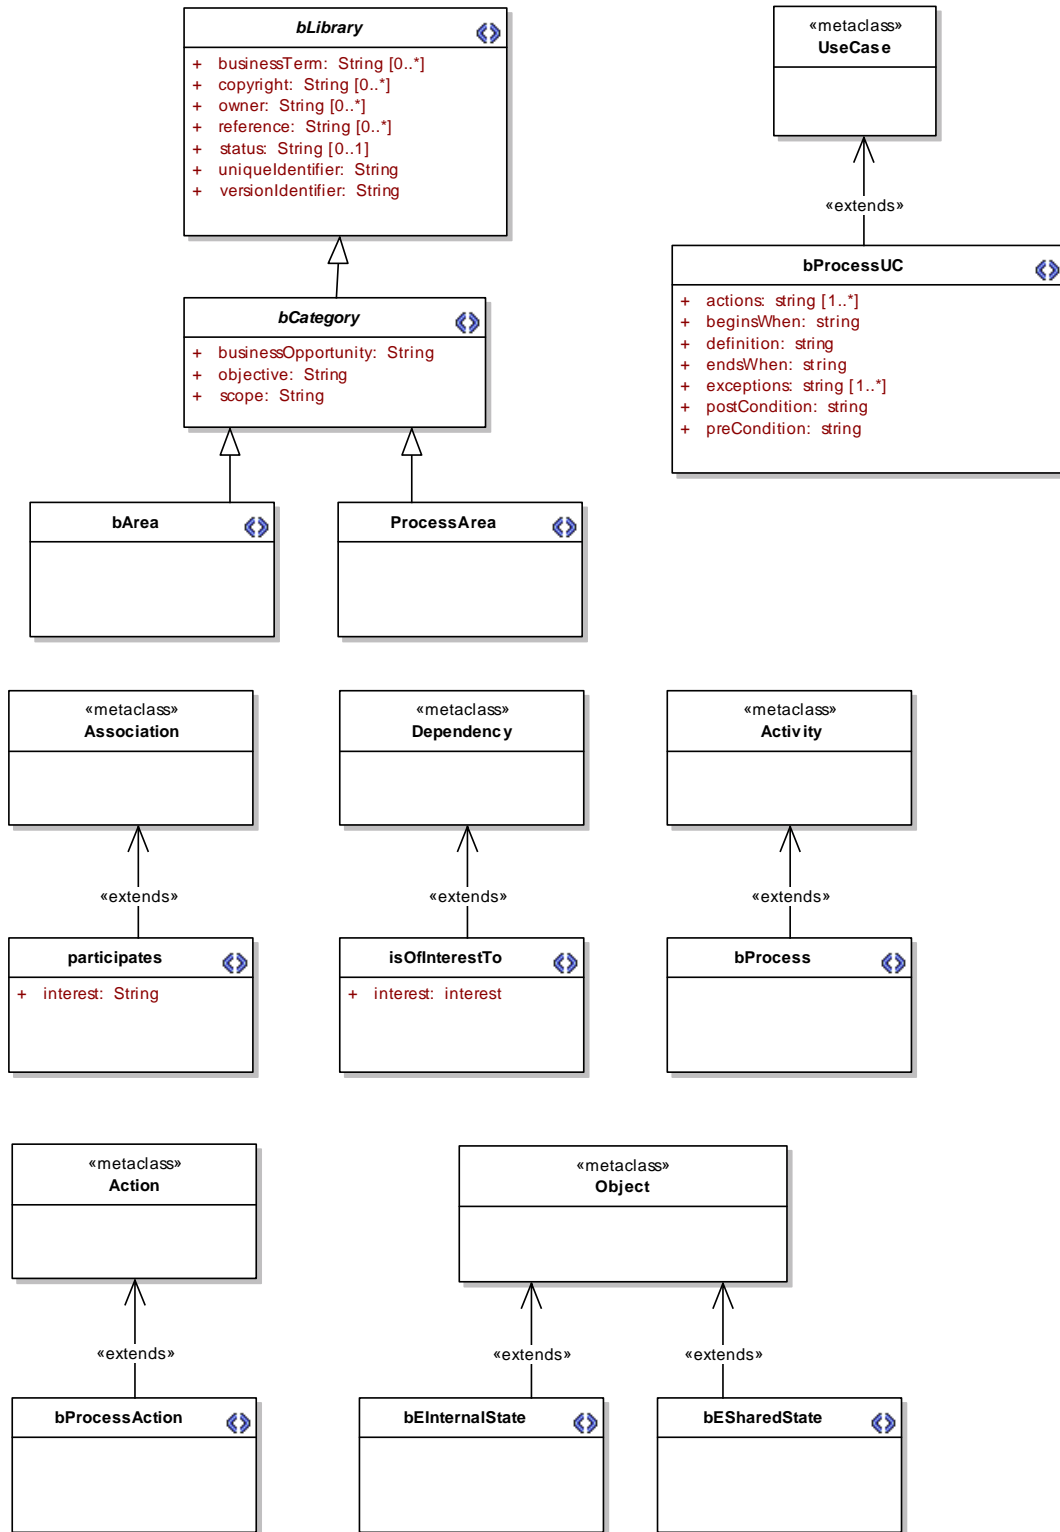 bLibrary
+ businessTerm: String [0..*]
+ copyright: String [0..*]
+ owner: String [0..*]
+ reference: String [0..*]
+ status: String [0..1]
+ uniqueIdentifier: String
+ versionIdentifier: String
«metaclass»
UseCase
«extends»
bProcessUC
+ actions: string [1..*]
+ beginsWhen: string
+ definition: string
+ endsWhen: string
+ exceptions: string [1..*]
+ postCondition: string
+ preCondition: string
bCategory
+ businessOpportunity: String
+ objective: String
+ scope: String
bArea
ProcessArea
«metaclass»
Association
«metaclass»
Dependency
«metaclass»
Activity
«extends»
«extends»
«extends»
participates
+ interest: String
isOfInterestTo
+ interest: interest
bProcess
«metaclass»
Action
«metaclass»
Object
«extends»
«extends»
«extends»
bProcessAction
bEInternalState
bESharedState